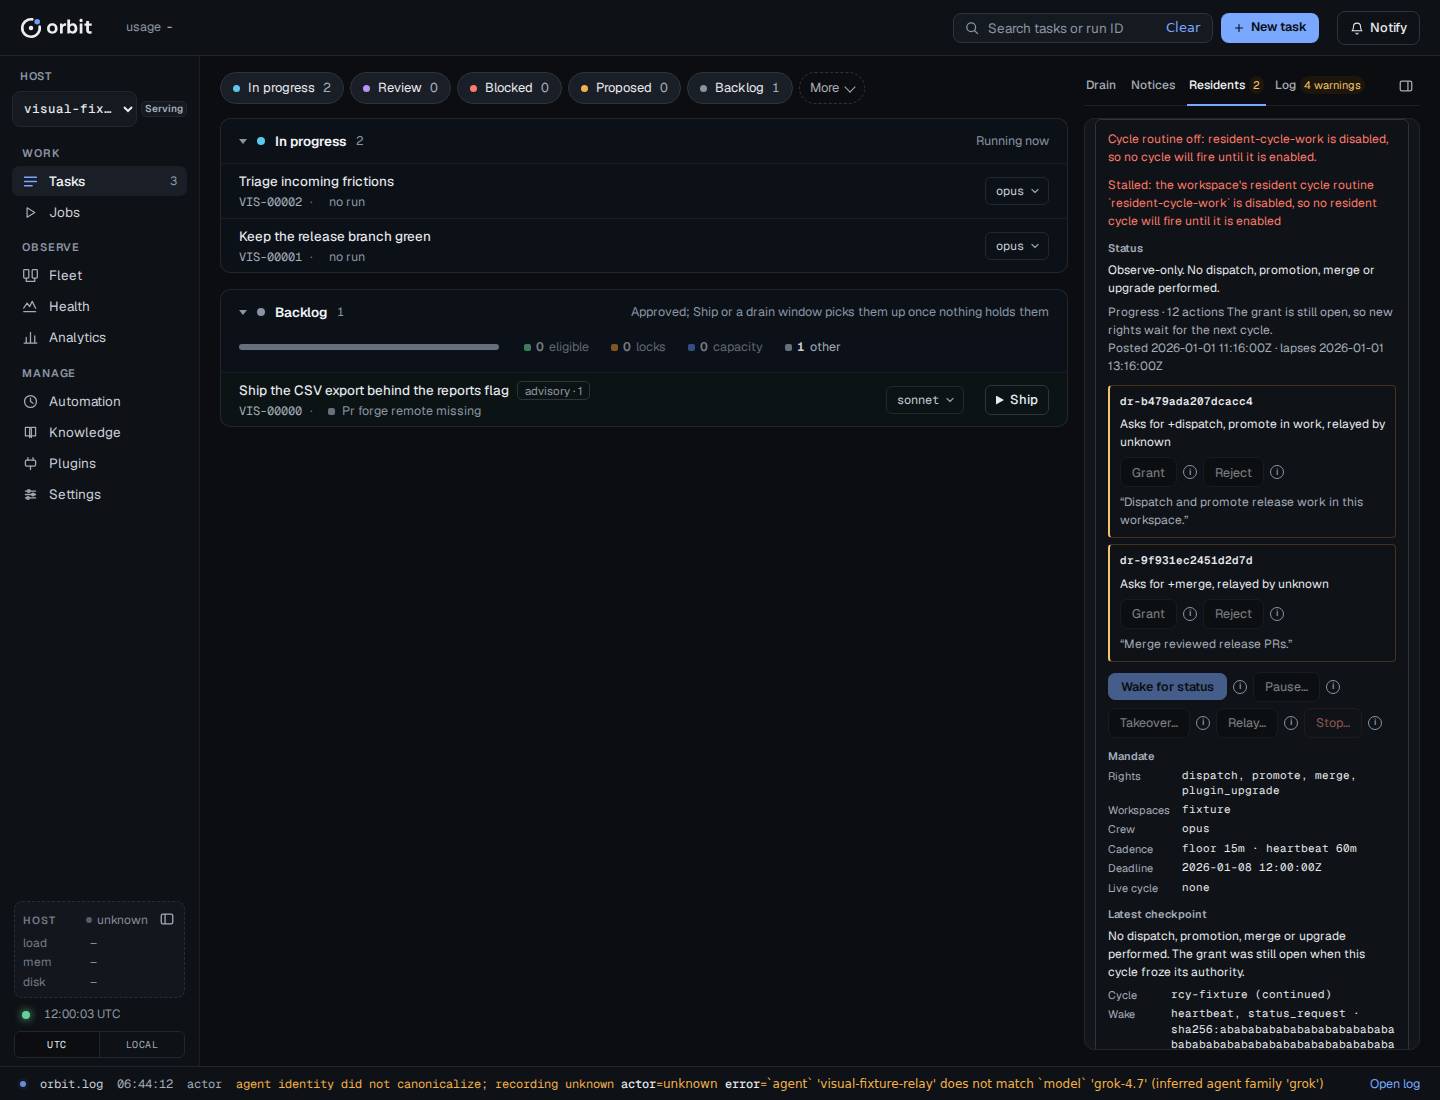 orbit
usage –
Search tasks or run ID
Clear
+ New task
Notify
HOST
visual-fix…
Serving
WORK
Tasks 3
Jobs
OBSERVE
Fleet
Health
Analytics
MANAGE
Automation
Knowledge
Plugins
Settings
HOST unknown
load –
mem –
disk –
12:00:03 UTC
UTC LOCAL
In progress 2
Review 0
Blocked 0
Proposed 0
Backlog 1
More
In progress 2 Running now
Triage incoming frictions
VIS-00002 · no run
opus
Keep the release branch green
VIS-00001 · no run
opus
Backlog 1 Approved; Ship or a drain window picks them up once nothing holds them
0 eligible 0 locks 0 capacity 1 other
Ship the CSV export behind the reports flag advisory · 1
VIS-00000 · Pr forge remote missing
sonnet
Ship
Drain Notices Residents 2 Log 4 warnings
Cycle routine off: resident-cycle-work is disabled,
so no cycle will fire until it is enabled.
Stalled: the workspace's resident cycle routine
`resident-cycle-work` is disabled, so no resident
cycle will fire until it is enabled
Status
Observe-only. No dispatch, promotion, merge or
upgrade performed.
Progress · 12 actions The grant is still open, so new
rights wait for the next cycle.
Posted 2026-01-01 11:16:00Z · lapses 2026-01-01
13:16:00Z
dr-b479ada207dcacc4
Asks for +dispatch, promote in work, relayed by
unknown
Grant Reject
“Dispatch and promote release work in this
workspace.”
dr-9f931ec2451d2d7d
Asks for +merge, relayed by unknown
Grant Reject
“Merge reviewed release PRs.”
Wake for status Pause…
Takeover… Relay… Stop…
Mandate
Rights dispatch, promote, merge,
plugin_upgrade
Workspaces fixture
Crew opus
Cadence floor 15m · heartbeat 60m
Deadline 2026-01-08 12:00:00Z
Live cycle none
Latest checkpoint
No dispatch, promotion, merge or upgrade
performed. The grant was still open when this
cycle froze its authority.
Cycle rcy-fixture (continued)
Wake heartbeat, status_request ·
sha256:abababababababababababab
babababababababababababababababa
orbit.log 06:44:12 actor agent identity did not canonicalize; recording unknown actor=unknown error=`agent` 'visual-fixture-relay' does not match `model` 'grok-4.7' (inferred agent family 'grok')
Open log